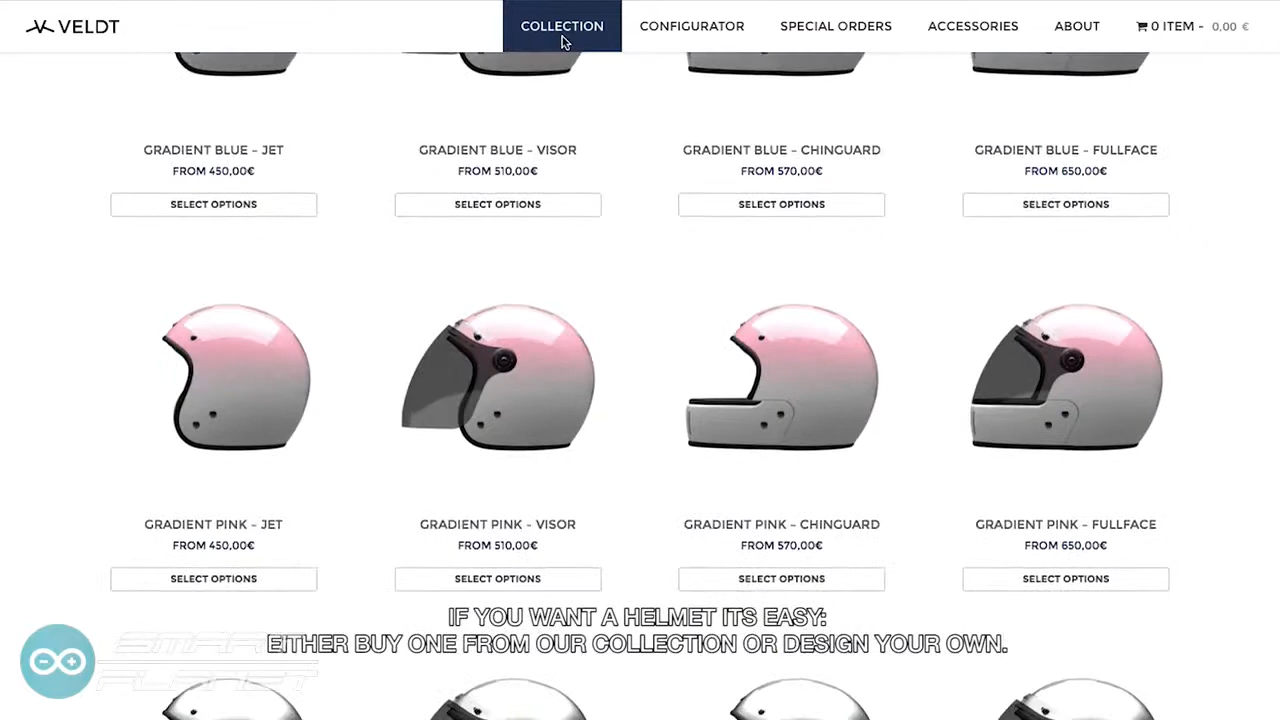 VELDT
COLLECTION
CONFIGURATOR
SPECIAL ORDERS
ACCESSORIES
ABOUT
0 ITEM - 0,00 €
GRADIENT BLUE - JET
FROM 450,00€
SELECT OPTIONS
GRADIENT BLUE - VISOR
FROM 510,00€
SELECT OPTIONS
GRADIENT BLUE - CHINGUARD
FROM 570,00€
SELECT OPTIONS
GRADIENT BLUE - FULLFACE
FROM 650,00€
SELECT OPTIONS
GRADIENT PINK - JET
FROM 450,00€
SELECT OPTIONS
GRADIENT PINK - VISOR
FROM 510,00€
SELECT OPTIONS
GRADIENT PINK - CHINGUARD
FROM 570,00€
SELECT OPTIONS
GRADIENT PINK - FULLFACE
FROM 650,00€
SELECT OPTIONS
IF YOU WANT A HELMET ITS EASY:
EITHER BUY ONE FROM OUR COLLECTION OR DESIGN YOUR OWN.
SMART
PLANET